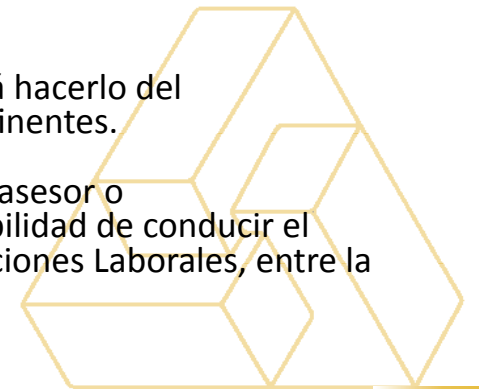 hacerlo del
inentes.
asesor o
bilidad de conducir el
ciones Laborales, entre la